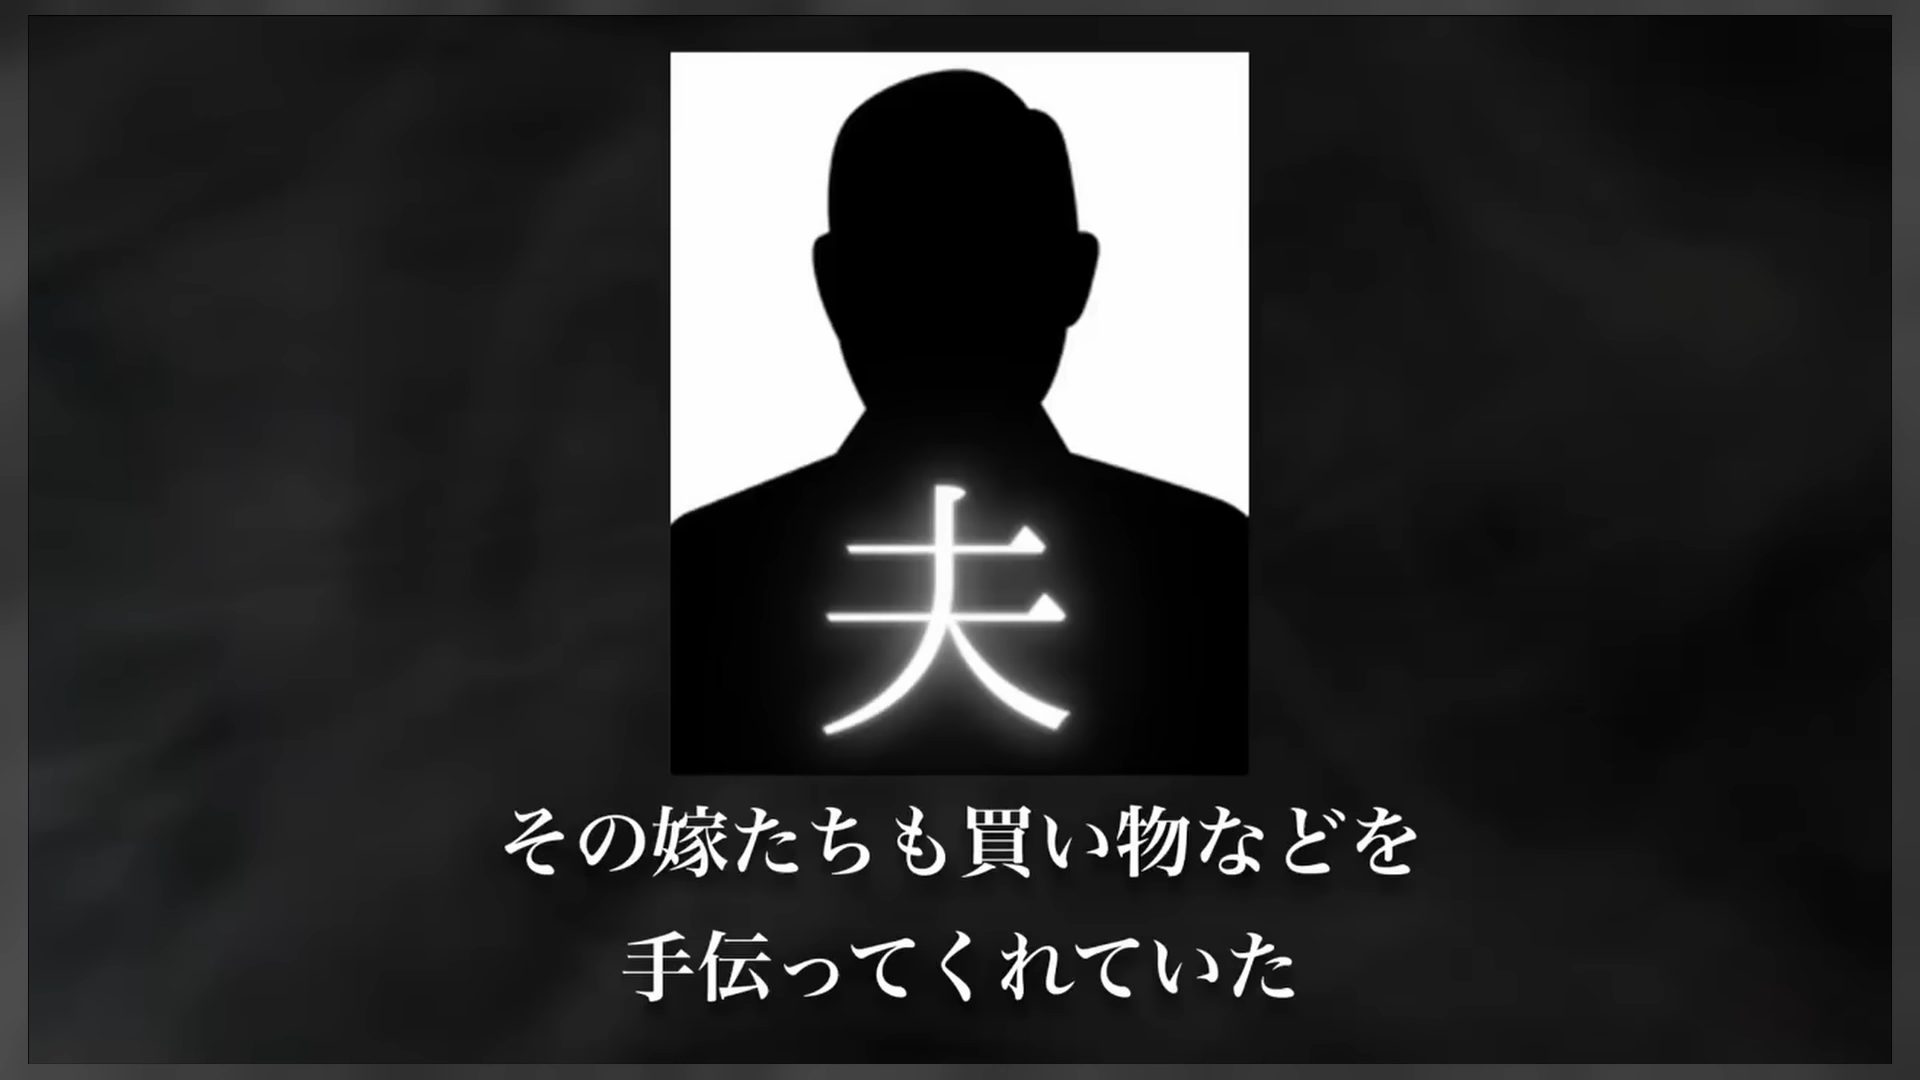 夫
その嫁たちも買い物などを
手伝ってくれていた